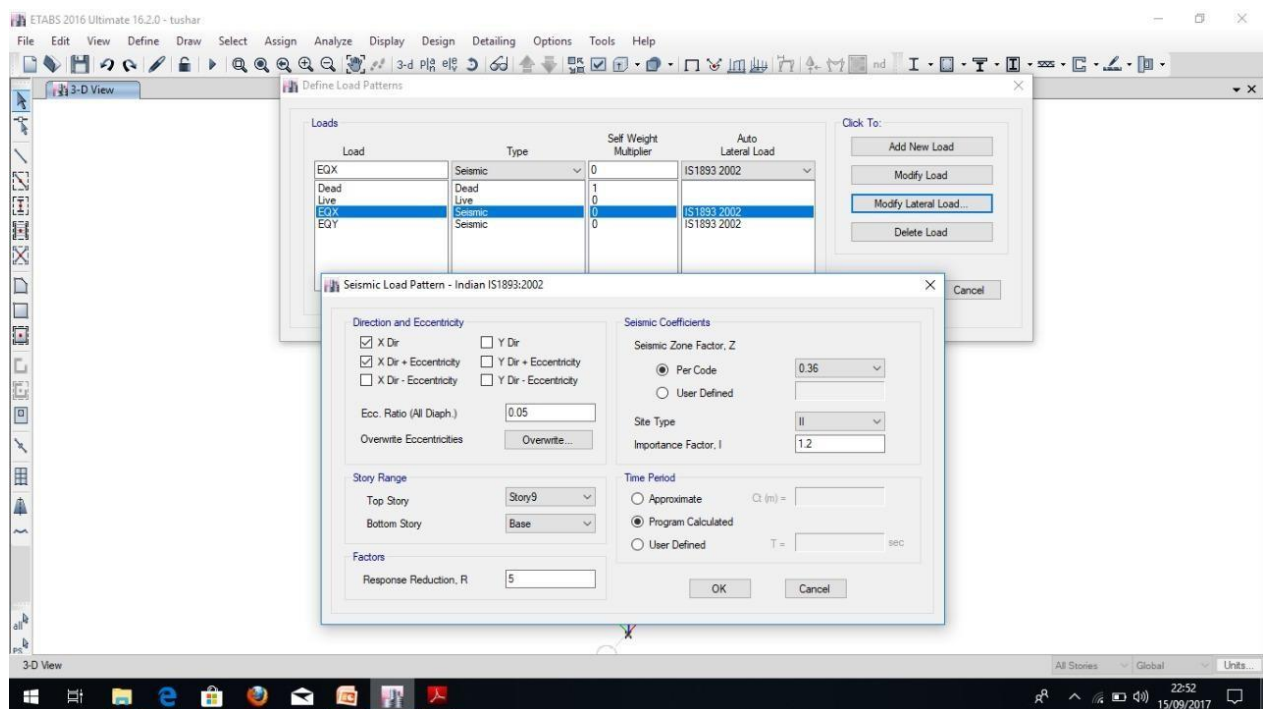 ETABS 2016 Ultimate 16.2.0 - tushar
File Edit View Define Draw Select Assign Analyze Display Design Detailing Options Tools Help
3-d
nd
3-D View
Define Load Patterns
Loads
Click To:
Load Type Self Weight Multiplier Auto Lateral Load
EQX Seismic 0 IS1893 2002
Dead Dead 1
Live Live 0
EQX Seismic 0 IS1893 2002
EQY Seismic 0 IS1893 2002
Add New Load
Modify Load
Modify Lateral Load...
Delete Load
Cancel
Seismic Load Pattern - Indian IS1893:2002
Direction and Eccentricity
X Dir Y Dir
X Dir + Eccentricity Y Dir + Eccentricity
X Dir - Eccentricity Y Dir - Eccentricity
Ecc. Ratio (All Diaph.) 0.05
Overwrite Eccentricities Overwrite...
Story Range
Top Story Story9
Bottom Story Base
Factors
Response Reduction, R 5
Seismic Coefficients
Seismic Zone Factor, Z
Per Code 0.36
User Defined
Site Type II
Importance Factor, I 1.2
Time Period
Approximate Ct (m) =
Program Calculated
User Defined T = sec
OK Cancel
all
PS
3-D View All Stories Global Units...
22:52
15/09/2017